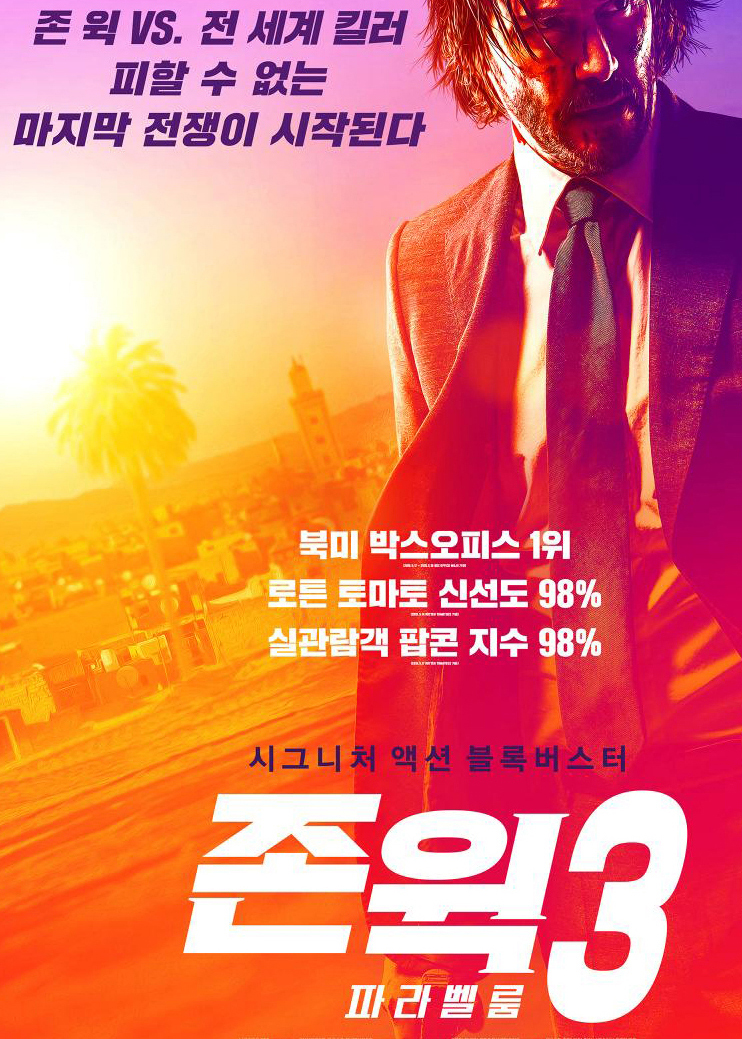 존 윅 VS. 전 세계 킬러
피할 수 없는
마지막 전쟁이 시작된다
북미 박스오피스 1위
로튼 토마토 신선도 98%
실관람객 팝콘 지수 98%
시그니처 액션 블록버스터
존윅3
파라벨룸